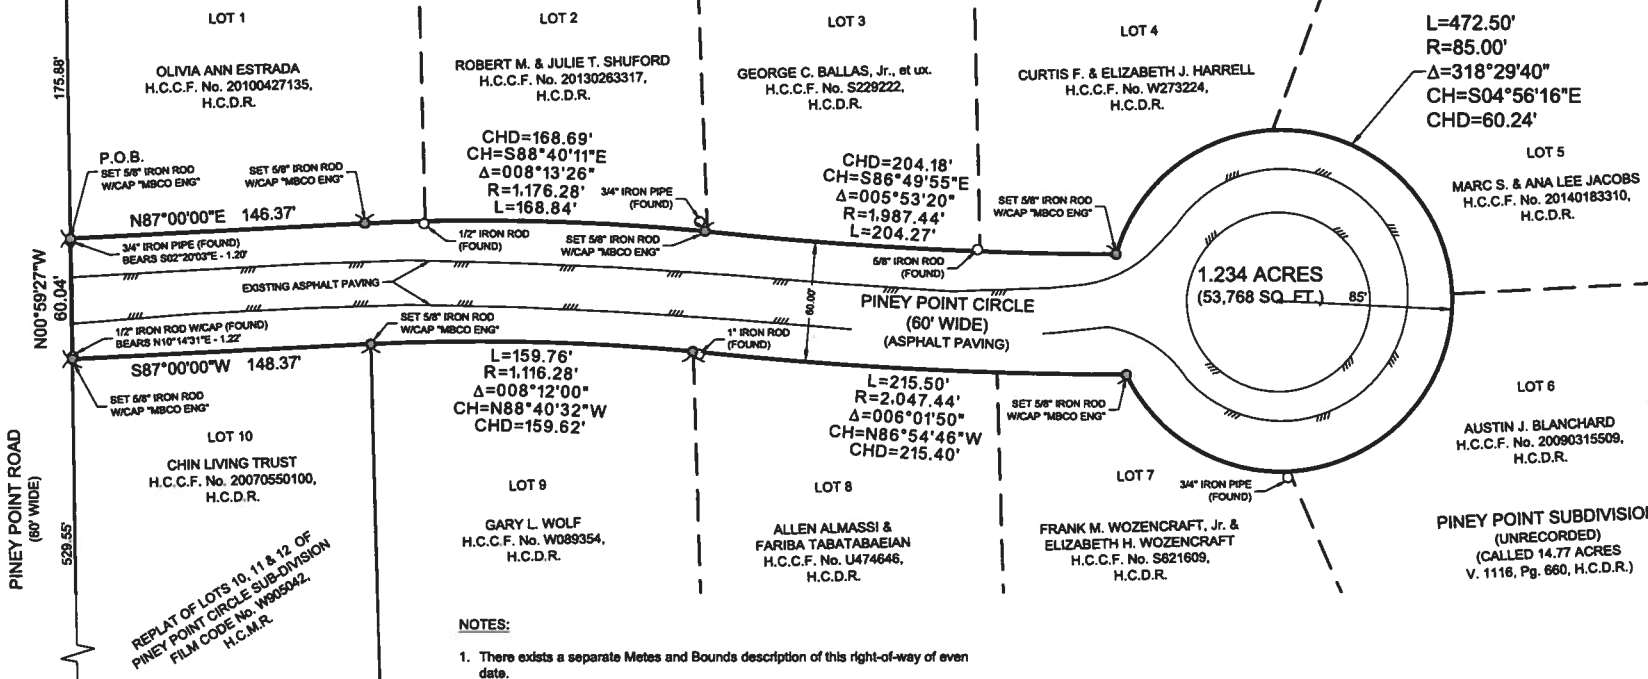 LOT 1
OLIVIA ANN ESTRADA
H.C.C.F. No. 20100427135,
H.C.D.R.
LOT 2
ROBERT M. & JULIE T. SHUFORD
H.C.C.F. No. 20130263317,
H.C.D.R.
LOT 3
GEORGE C. BALLAS, Jr., et ux.
H.C.C.F. No. S229222,
H.C.D.R.
LOT 4
CURTIS F. & ELIZABETH J. HARRELL
H.C.C.F. No. W273224,
H.C.D.R.
L=472.50'
R=85.00'
Δ=318°29'40"
CH=S04°56'16"E
CHD=60.24'
LOT 5
MARC S. & ANA LEE JACOBS
H.C.C.F. No. 20140183310,
H.C.D.R.
175.88'
P.O.B.
SET 5/8" IRON ROD
W/CAP "MBCO ENG"
SET 5/8" IRON ROD
W/CAP "MBCO ENG"
CHD=168.69'
CH=S88°40'11"E
Δ=008°13'26"
R=1,176.28'
L=168.84'
3/4" IRON PIPE
(FOUND)
CHD=204.18'
CH=S86°49'55"E
Δ=005°53'20"
R=1,987.44'
L=204.27'
SET 5/8" IRON ROD
W/CAP "MBCO ENG"
N87°00'00"E 146.37'
3/4" IRON PIPE (FOUND)
BEARS S02°20'03"E - 1.20'
1/2" IRON ROD
(FOUND)
SET 5/8" IRON ROD
W/CAP "MBCO ENG"
5/8" IRON ROD
(FOUND)
EXISTING ASPHALT PAVING
N00°59'27"W
60.04'
60.00'
PINEY POINT CIRCLE
(60' WIDE)
(ASPHALT PAVING)
1.234 ACRES
(53,768 SQ. FT.)
85'
1/2" IRON ROD W/CAP (FOUND)
BEARS N10°14'31"E - 1.22'
SET 5/8" IRON ROD
W/CAP "MBCO ENG"
1" IRON ROD
(FOUND)
S87°00'00"W 148.37'
SET 5/8" IRON ROD
W/CAP "MBCO ENG"
L=159.76'
R=1,116.28'
Δ=008°12'00"
CH=N88°40'32"W
CHD=159.62'
L=215.50'
R=2,047.44'
Δ=006°01'50"
CH=N86°54'46"W
CHD=215.40'
SET 5/8" IRON ROD
W/CAP "MBCO ENG"
LOT 6
AUSTIN J. BLANCHARD
H.C.C.F. No. 20090315509,
H.C.D.R.
LOT 10
CHIN LIVING TRUST
H.C.C.F. No. 20070550100,
H.C.D.R.
LOT 9
GARY L. WOLF
H.C.C.F. No. W089354,
H.C.D.R.
LOT 8
ALLEN ALMASSI &
FARIBA TABATABAEIAN
H.C.C.F. No. U474646,
H.C.D.R.
LOT 7
FRANK M. WOZENCRAFT, Jr. &
ELIZABETH H. WOZENCRAFT
H.C.C.F. No. S621609,
H.C.D.R.
3/4" IRON PIPE
(FOUND)
PINEY POINT SUBDIVISION
(UNRECORDED)
(CALLED 14.77 ACRES
V. 1116, Pg. 660, H.C.D.R.)
PINEY POINT ROAD
(60' WIDE)
529.55'
REPLAT OF LOTS 10, 11 & 12 OF
PINEY POINT CIRCLE SUB-DIVISION
FILM CODE No. W905042,
H.C.M.R.
NOTES:
1. There exists a separate Metes and Bounds description of this right-of-way of even
date.